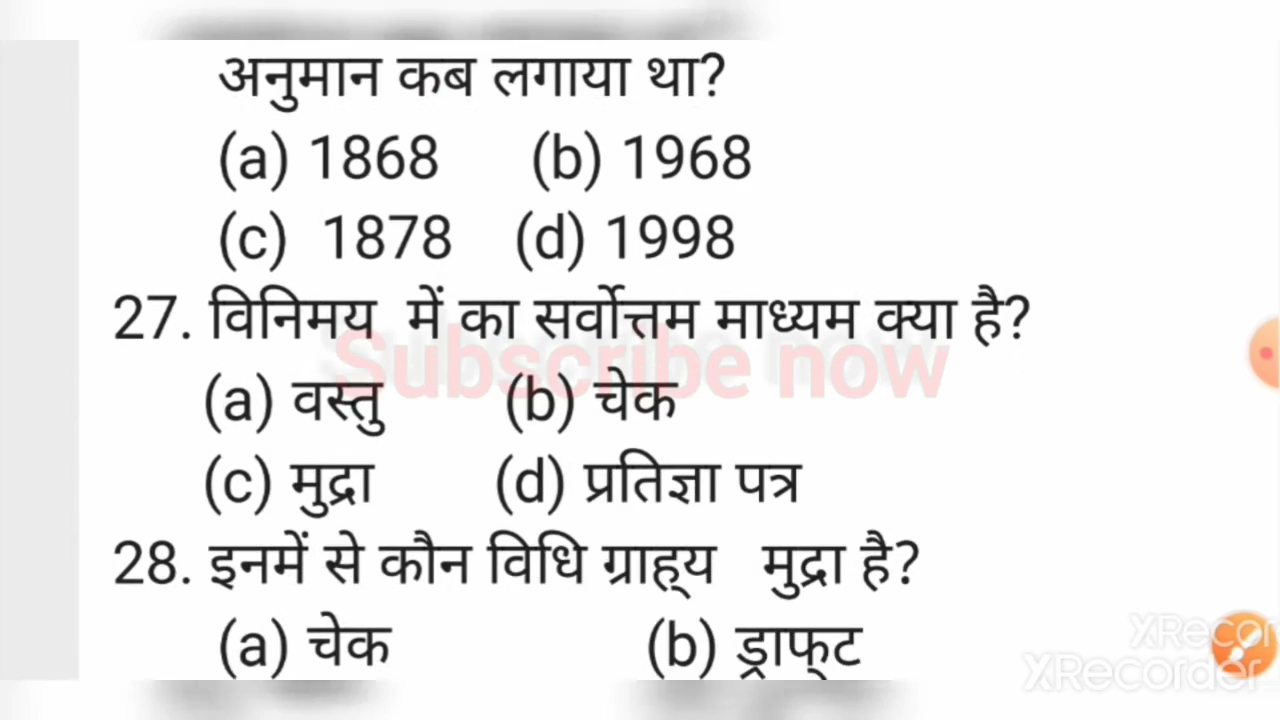 अनुमान कब लगाया था?
(a) 1868 (b) 1968
(c) 1878 (d) 1998
27. विनिमय में का सर्वोत्तम माध्यम क्या है?
Subscribe now
(a) वस्तु (b) चेक
(c) मुद्रा (d) प्रतिज्ञा पत्र
28. इनमें से कौन विधि ग्राह्य मुद्रा है?
(a) चेक (b) ड्राफ्ट
XRecor
XRecorder